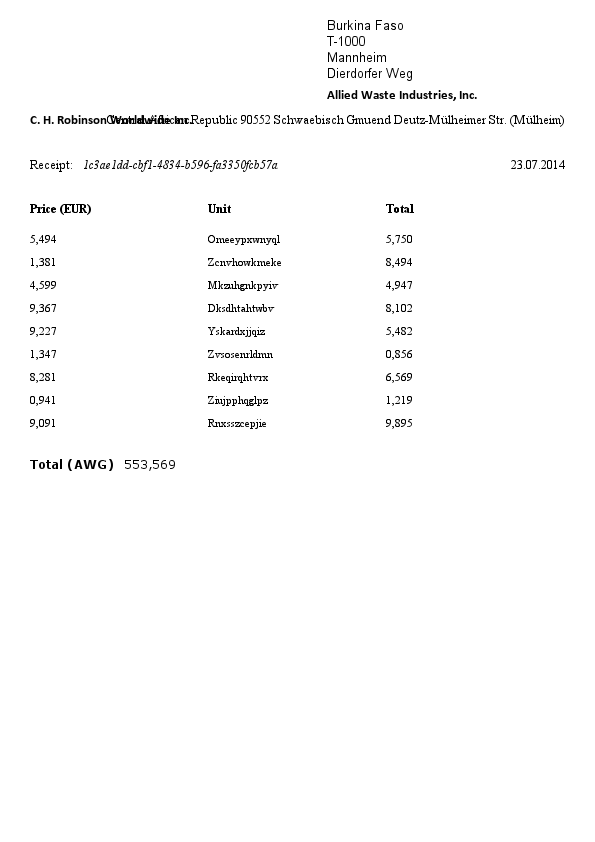 Burkina Faso
T-1000
Mannheim
Dierdorfer Weg
Allied Waste Industries, Inc.
C. H. Robinson Worldwide Inc. Central African Republic 90552 Schwaebisch Gmuend Deutz-Mülheimer Str. (Mülheim)
Receipt: 1c3ae1dd-cbf1-4834-b596-fa3350fcb57a 23.07.2014
Price (EUR) Unit Total
5,494 Omeeypxwnyql 5,750
1,381 Zcnvhowkmeke 8,494
4,599 Mkzuhgnkpyiv 4,947
9,367 Dksdhtahtwbv 8,102
9,227 Yskardxjjqiz 5,482
1,347 Zvsosenrldmn 0,856
8,281 Rkeqirqhtvrx 6,569
0,941 Ziujpphqglpz 1,219
9,091 Rnxsszcepjie 9,895
Total (AWG) 553,569